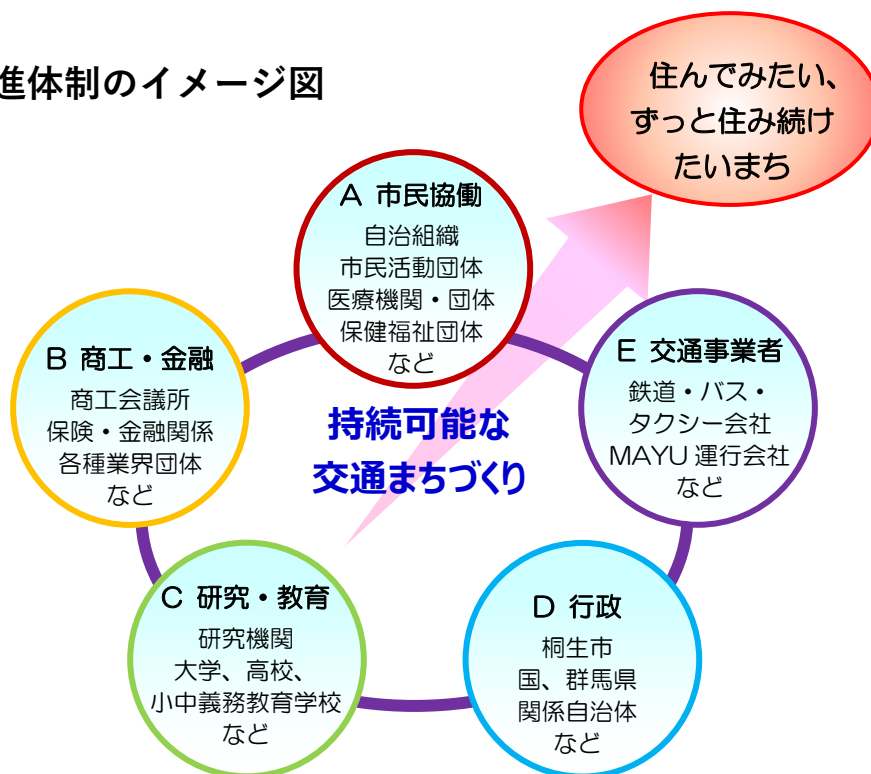 進体制のイメージ図
住んでみたい、
ずっと住み続け
たいまち
A 市民協働
自治組織
市民活動団体
医療機関・団体
保健福祉団体
など
B 商工・金融
商工会議所
保険・金融関係
各種業界団体
など
E 交通事業者
鉄道・バス・
タクシー会社
MAYU 運行会社
など
持続可能な
交通まちづくり
C 研究・教育
研究機関
大学、高校、
小中義務教育学校
など
D 行政
桐生市
国、群馬県
関係自治体
など